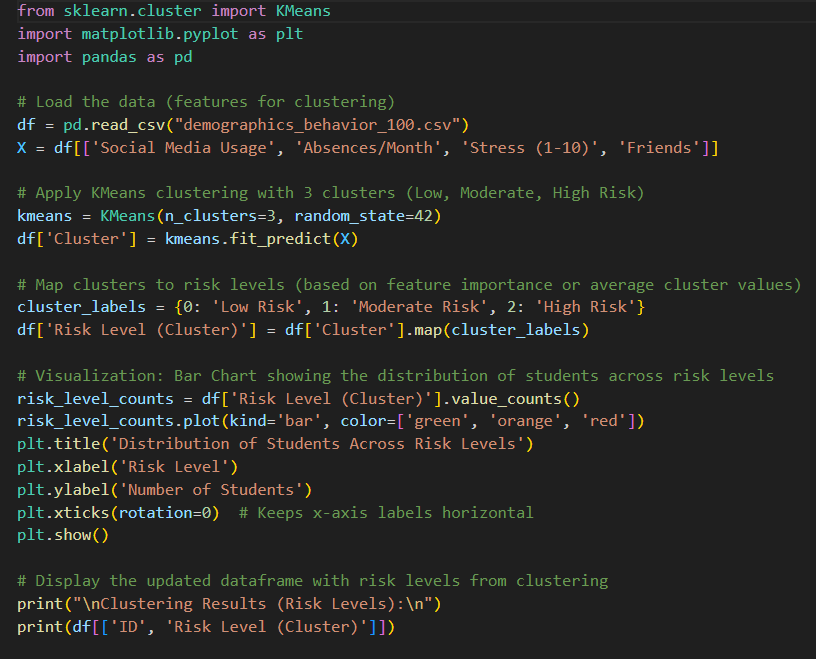 from sklearn.cluster import KMeans
import matplotlib.pyplot as plt
import pandas as pd
# Load the data (features for clustering)
df = pd.read_csv("demographics_behavior_100.csv")
X = df[['Social Media Usage', 'Absences/Month', 'Stress (1-10)', 'Friends']]
# Apply KMeans clustering with 3 clusters (Low, Moderate, High Risk)
kmeans = KMeans(n_clusters=3, random_state=42)
df['Cluster'] = kmeans.fit_predict(X)
# Map clusters to risk levels (based on feature importance or average cluster values)
cluster_labels = {0: 'Low Risk', 1: 'Moderate Risk', 2: 'High Risk'}
df['Risk Level (Cluster)'] = df['Cluster'].map(cluster_labels)
# Visualization: Bar Chart showing the distribution of students across risk levels
risk_level_counts = df['Risk Level (Cluster)'].value_counts()
risk_level_counts.plot(kind='bar', color=['green', 'orange', 'red'])
plt.title('Distribution of Students Across Risk Levels')
plt.xlabel('Risk Level')
plt.ylabel('Number of Students')
plt.xticks(rotation=0)  # Keeps x-axis labels horizontal
plt.show()
# Display the updated dataframe with risk levels from clustering
print("\nClustering Results (Risk Levels):\n")
print(df[['ID', 'Risk Level (Cluster)']])